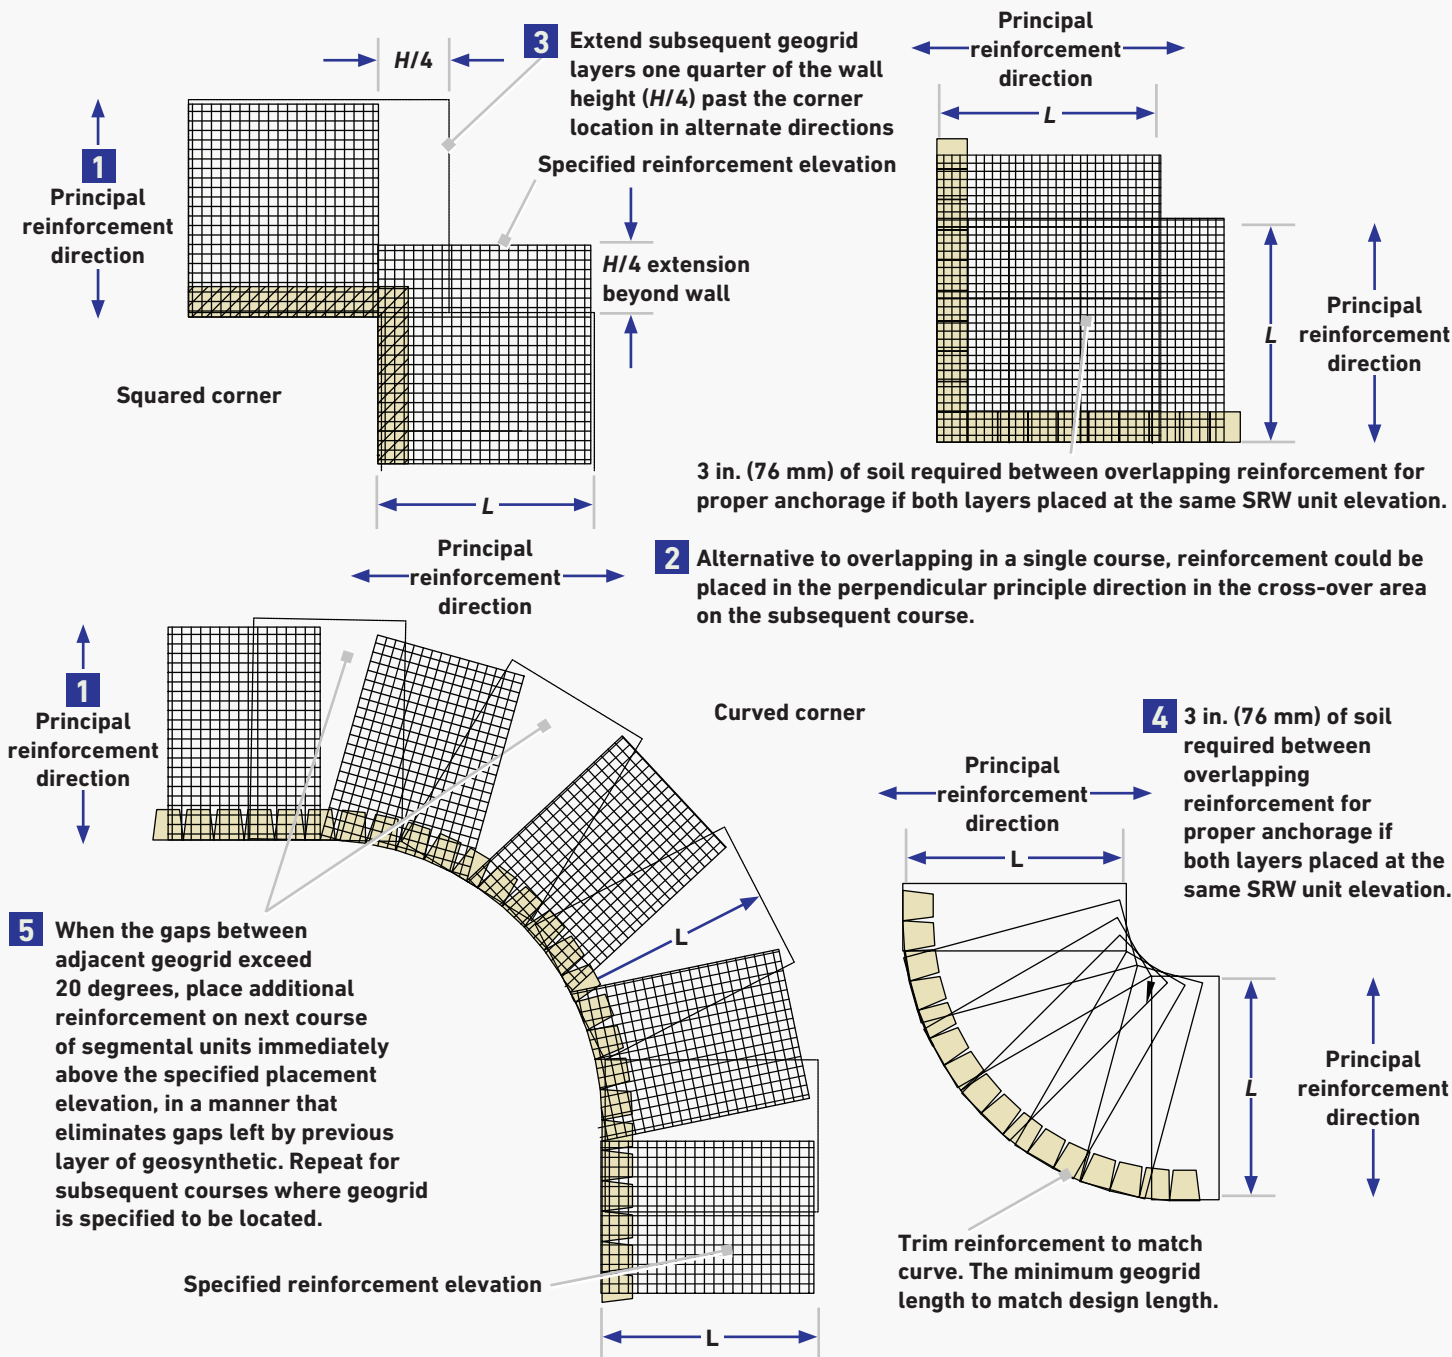 H/4
3 Extend subsequent geogrid
layers one quarter of the wall
height (H/4) past the corner
location in alternate directions
Specified reinforcement elevation
1
Principal
reinforcement
direction
H/4 extension
beyond wall
Squared corner
L
Principal
reinforcement
direction
Principal
reinforcement
direction
L
L
Principal
reinforcement
direction
3 in. (76 mm) of soil required between overlapping reinforcement for
proper anchorage if both layers placed at the same SRW unit elevation.
2 Alternative to overlapping in a single course, reinforcement could be
placed in the perpendicular principle direction in the cross-over area
on the subsequent course.
1
Principal
reinforcement
direction
Curved corner
L
5 When the gaps between
adjacent geogrid exceed
20 degrees, place additional
reinforcement on next course
of segmental units immediately
above the specified placement
elevation, in a manner that
eliminates gaps left by previous
layer of geosynthetic. Repeat for
subsequent courses where geogrid
is specified to be located.
Specified reinforcement elevation
L
4 3 in. (76 mm) of soil
required between
overlapping
reinforcement for
proper anchorage if
both layers placed at the
same SRW unit elevation.
Principal
reinforcement
direction
L
L
Principal
reinforcement
direction
Trim reinforcement to match
curve. The minimum geogrid
length to match design length.